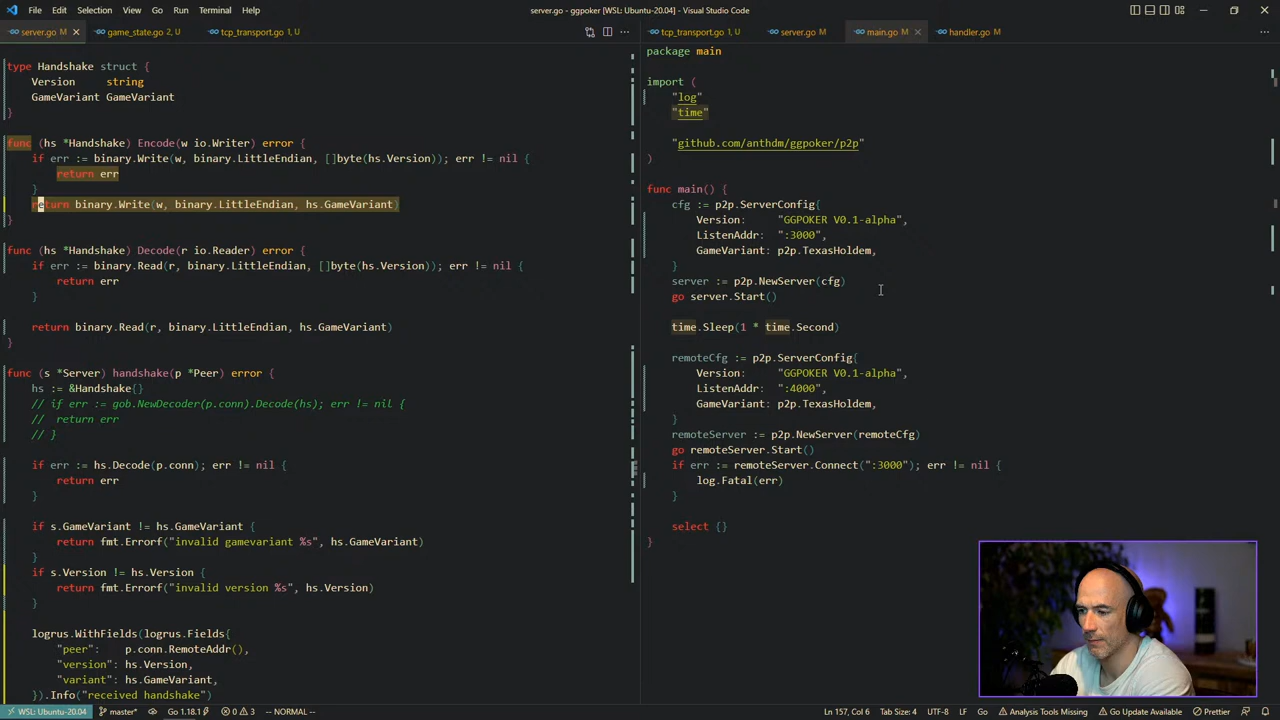 File Edit Selection View Go Run Terminal Help
server.go - ggpoker [WSL: Ubuntu-20.04] - Visual Studio Code
server.go M game_state.go 2, U tcp_transport.go 1, U
type Handshake struct {
Version string
GameVariant GameVariant
}
func (hs *Handshake) Encode(w io.Writer) error {
if err := binary.Write(w, binary.LittleEndian, []byte(hs.Version)); err != nil {
return err
}
return binary.Write(w, binary.LittleEndian, hs.GameVariant)
}
func (hs *Handshake) Decode(r io.Reader) error {
if err := binary.Read(r, binary.LittleEndian, []byte(hs.Version)); err != nil {
return err
}
return binary.Read(r, binary.LittleEndian, hs.GameVariant)
}
func (s *Server) handshake(p *Peer) error {
hs := &Handshake{}
// if err := gob.NewDecoder(p.conn).Decode(hs); err != nil {
// return err
// }
if err := hs.Decode(p.conn); err != nil {
return err
}
if s.GameVariant != hs.GameVariant {
return fmt.Errorf("invalid gamevariant %s", hs.GameVariant)
}
if s.Version != hs.Version {
return fmt.Errorf("invalid version %s", hs.Version)
}
logrus.WithFields(logrus.Fields{
"peer": p.conn.RemoteAddr(),
"version": hs.Version,
"variant": hs.GameVariant,
}).Info("received handshake")
tcp_transport.go 1, U server.go M main.go M handler.go M
package main
import (
"log"
"time"
"github.com/anthdm/ggpoker/p2p"
)
func main() {
cfg := p2p.ServerConfig{
Version: "GGPOKER V0.1-alpha",
ListenAddr: ":3000",
GameVariant: p2p.TexasHoldem,
}
server := p2p.NewServer(cfg)
go server.Start()
time.Sleep(1 * time.Second)
remoteCfg := p2p.ServerConfig{
Version: "GGPOKER V0.1-alpha",
ListenAddr: ":4000",
GameVariant: p2p.TexasHoldem,
}
remoteServer := p2p.NewServer(remoteCfg)
go remoteServer.Start()
if err := remoteServer.Connect(":3000"); err != nil {
log.Fatal(err)
}
select {}
}
WSL: Ubuntu-20.04 master* Go 1.18.1 0 3 -- NORMAL -- Ln 157, Col 6 Tab Size: 4 UTF-8 LF Go Analysis Tools Missing Go Update Available Prettier